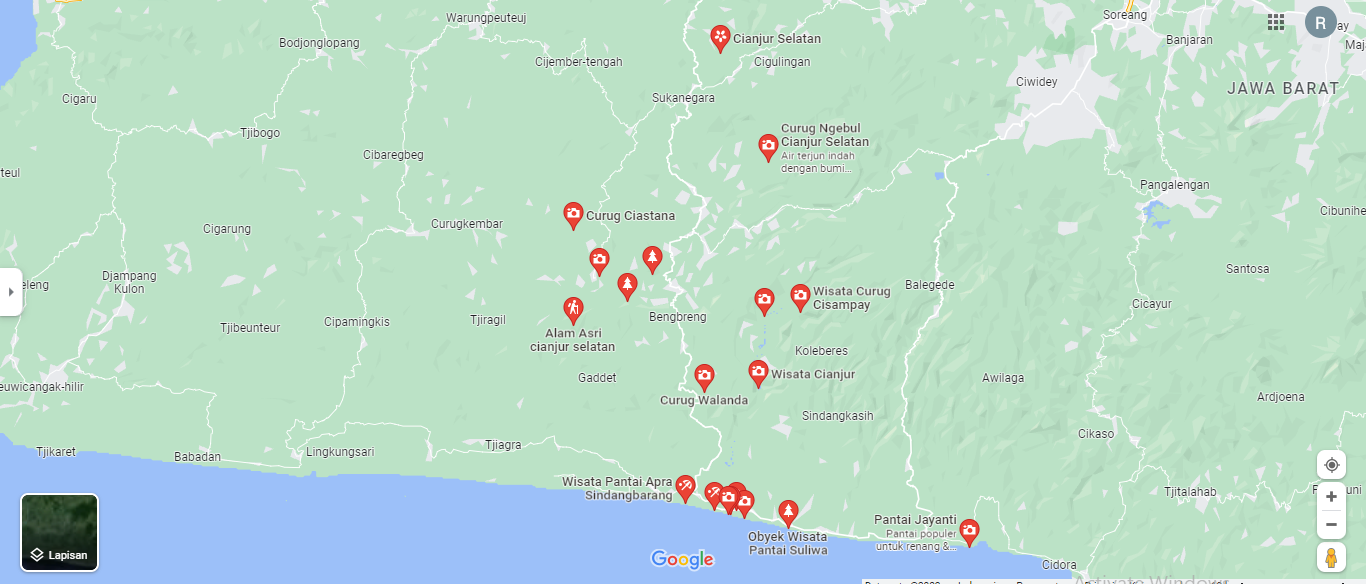 Warungpeuteuj
Soreang
R
Bodjonglopang
Cianjur Selatan
Banjaran
Cijember-tengah
Cigulingan
Ciwidey
JAWA BARAT
Cigaru
Sukanegara
Tjibogo
Curug Ngebul
Cianjur Selatan
Air terjun indah
dengan bumi...
Cibaregbeg
Pangalengan
Curug Ciastana
Cibunihe
Curugkembar
Cigarung
Santosa
Djampang
Kulon
Balegede
Wisata Curug
Cisampay
Cicayur
Bengbreng
Tjiragil
Cipamingkis
Tjibeunteur
Alam Asri
cianjur selatan
Koleberes
Gaddet
Wisata Cianjur
Awilaga
euwicangak-hilir
Curug Walanda
Ardjoena
Sindangkasih
Cikaso
Tjiagra
Tjikaret
Babadan
Lingkungsari
Wisata Pantai Apra
Sindangbarang
Tjitalahab
Pantai Jayanti
Pantai populer
untuk renang &...
Obyek Wisata
Pantai Suliwa
Lapisan
Google
Cidora